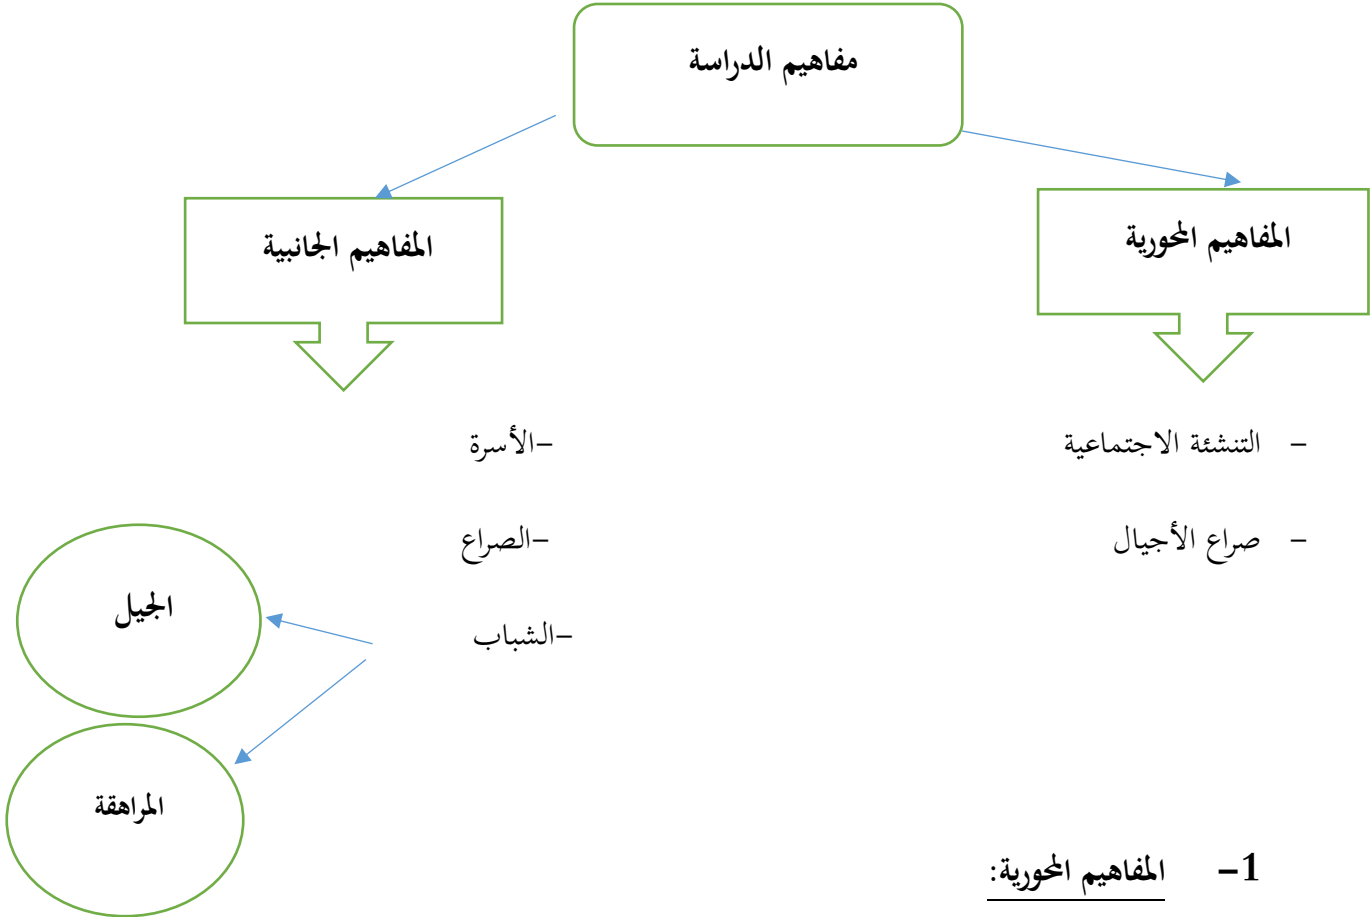 مفاهيم الدراسة
المفاهيم المحورية
المفاهيم الجانبية
- التنشئة الاجتماعية
-الأسرة
- صراع الأجيال
-الصراع
-الشباب
الجيل
المراهقة
1- المفاهيم المحورية: